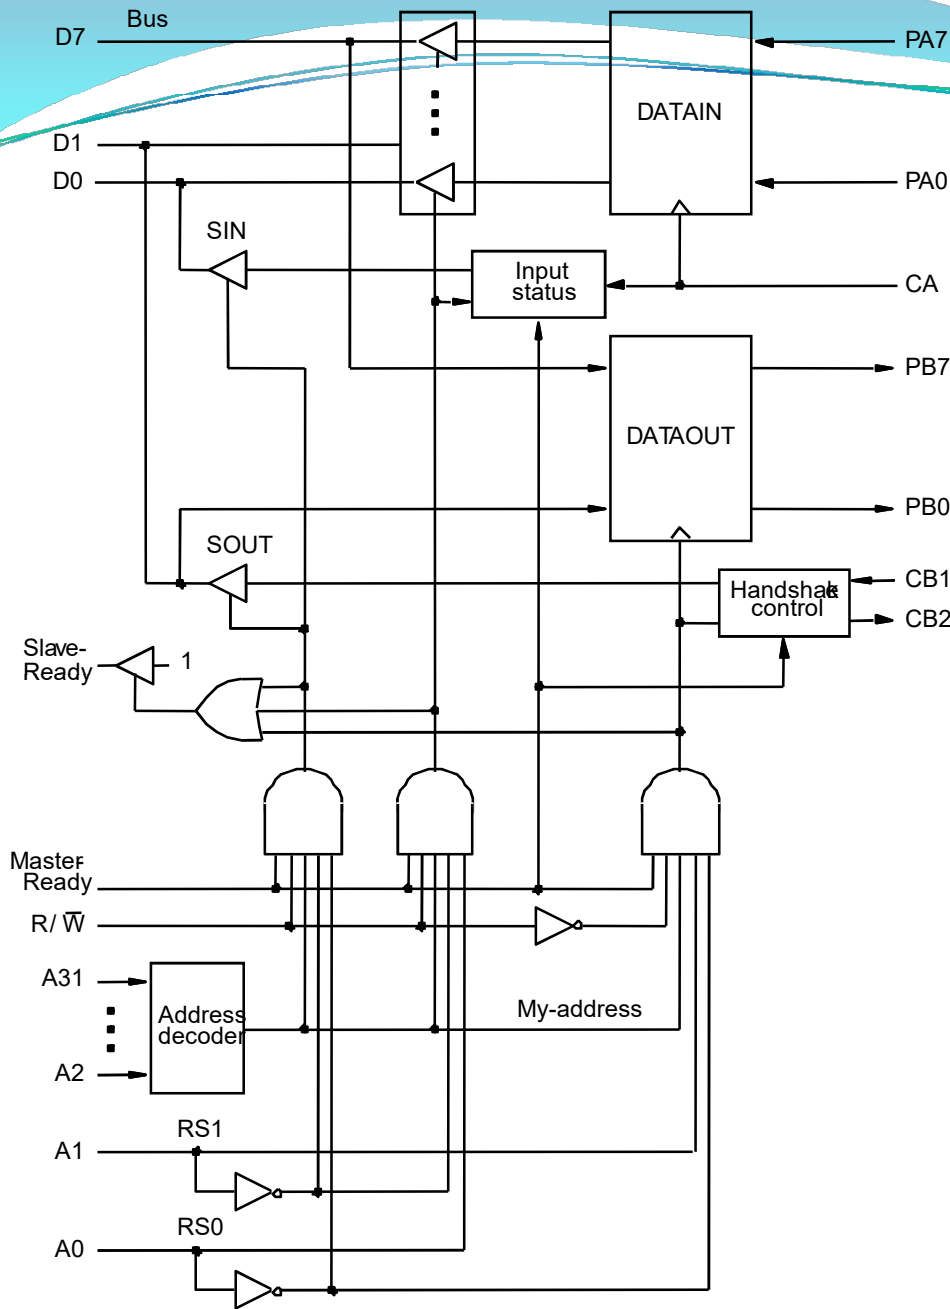 Bus
D7
PA7
DATAIN
D1
D0
PA0
SIN
Input
status
CA
PB7
DATAOUT
PB0
SOUT
CB1
Handshake
control
CB2
Slave-
Ready
1
Master-
Ready
R/ W̅
A31
My-address
Address
decoder
A2
RS1
A1
RS0
A0